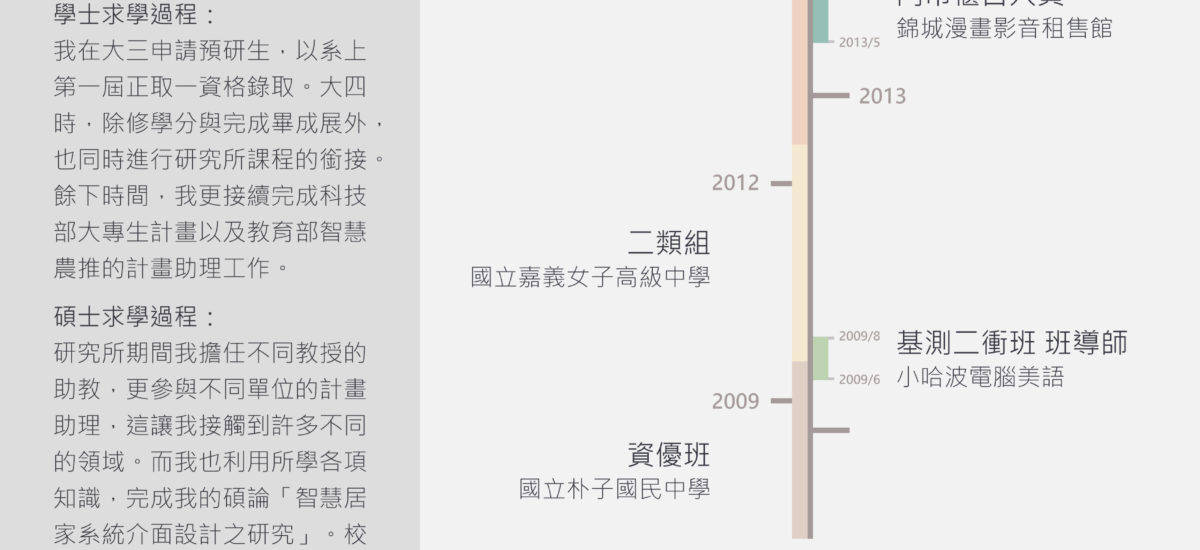 學士求學過程：
我在大三申請預研生，以系上
第一屆正取一資格錄取。大四
時，除修學分與完成畢成展外，
也同時進行研究所課程的銜接。
餘下時間，我更接續完成科技
部大專生計畫以及教育部智慧
農推的計畫助理工作。
碩士求學過程：
研究所期間我擔任不同教授的
助教，更參與不同單位的計畫
助理，這讓我接觸到許多不同
的領域。而我也利用所學各項
知識，完成我的碩論「智慧居
家系統介面設計之研究」。校
錦城漫畫影音租售館
2013/5
2013
2012
二類組
國立嘉義女子高級中學
2009/8
基測二衝班 班導師
小哈波電腦美語
2009/6
2009
資優班
國立朴子國民中學